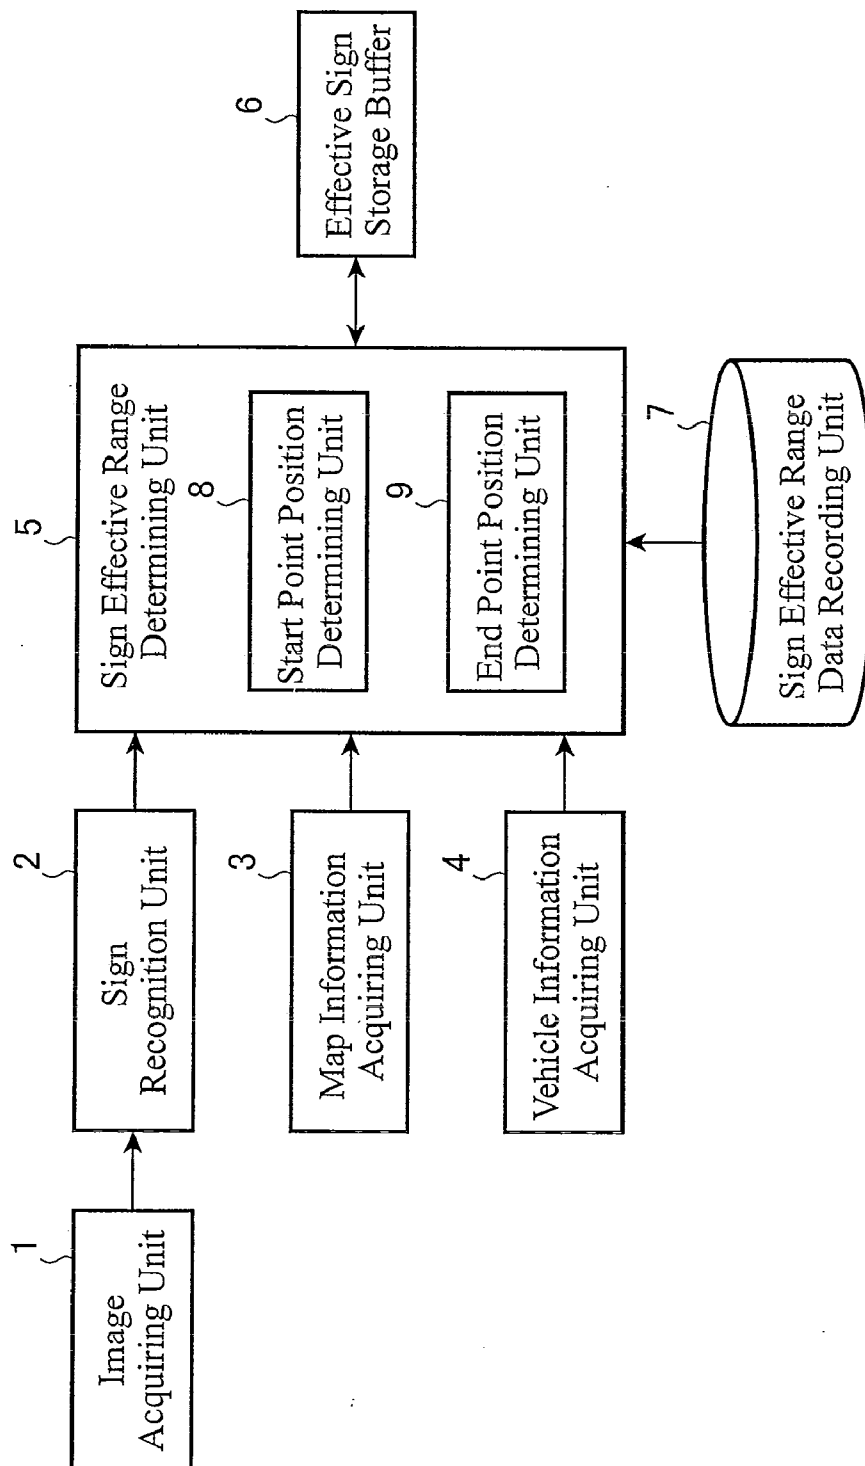 1
Image
Acquiring Unit
2
Sign
Recognition Unit
3
Map Information
Acquiring Unit
4
Vehicle Information
Acquiring Unit
5
Sign Effective Range
Determining Unit
8
Start Point Position
Determining Unit
9
End Point Position
Determining Unit
6
Effective Sign
Storage Buffer
7
Sign Effective Range
Data Recording Unit